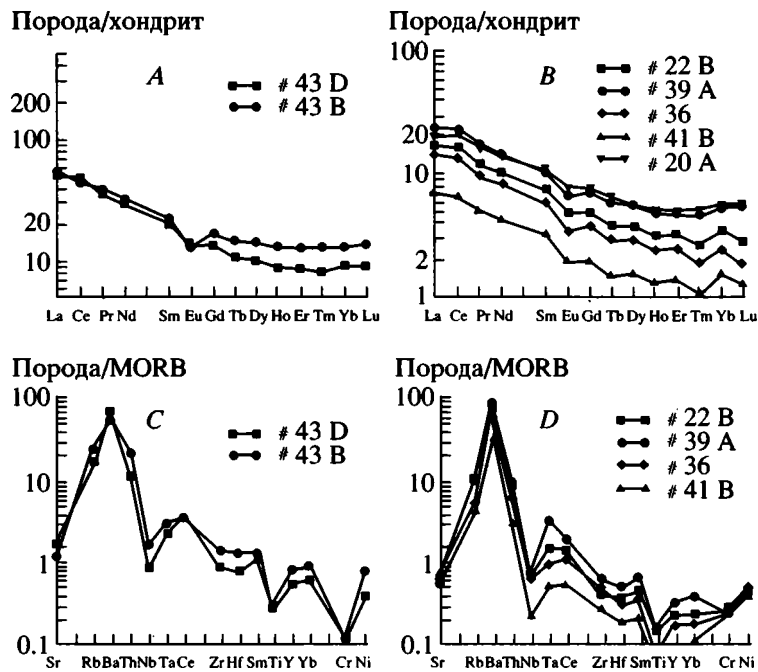 Порода/хондрит
A
200
100
20
10
# 43 D
# 43 B
La Ce Pr Nd Sm Eu Gd Tb Dy Ho Er Tm Yb Lu
Порода/хондрит
B
100
20
10
2
1
# 22 B
# 39 A
# 36
# 41 B
# 20 A
La Ce Pr Nd Sm Eu Gd Tb Dy Ho Er Tm Yb Lu
Порода/MORB
C
100
10
1
0.1
# 43 D
# 43 B
Sr Rb Ba Th Nb Ta Ce Zr Hf Sm Ti Y Yb Cr Ni
Порода/MORB
D
100
10
1
0.1
# 22 B
# 39 A
# 36
# 41 B
Sr Rb Ba Th Nb Ta Ce Zr Hf Sm Ti Y Yb Cr Ni